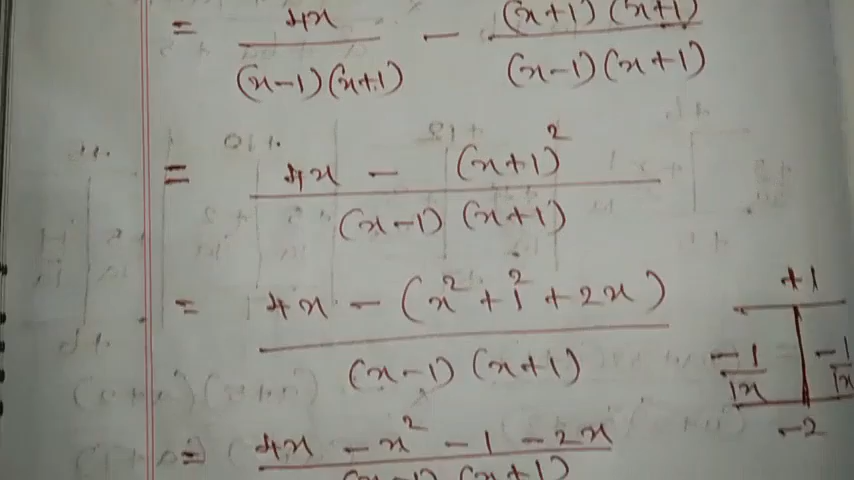 = 4x / (x-1)(x+1) - (x+1)(x+1) / (x-1)(x+1)
= 4x - (x+1)² / (x-1)(x+1)
= 4x - (x² + 1² + 2x) / (x-1)(x+1)
+1
-1/1x | -1/1x
-2
= 4x - x² - 1 - 2x / (x-1)(x+1)